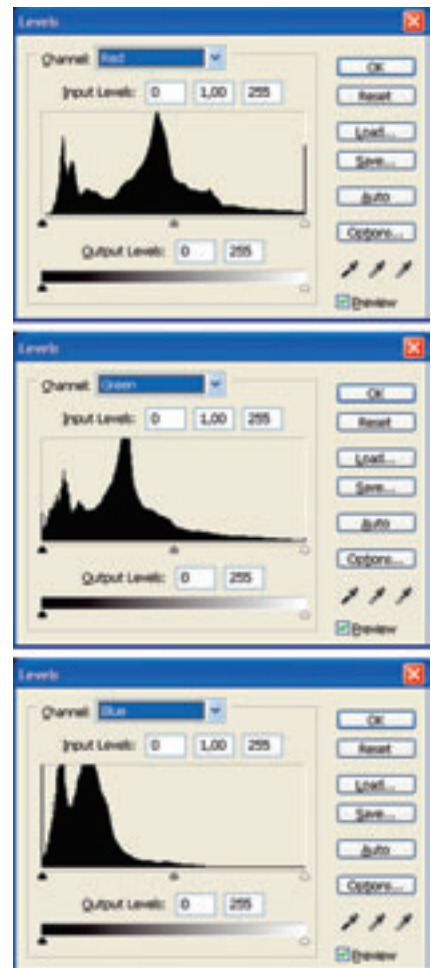 Levels
Channel: Red
Input Levels: 0 1,00 255
OK
Reset
Load...
Save...
Auto
Options...
Output Levels: 0 255
Preview
Levels
Channel: Green
Input Levels: 0 1,00 255
OK
Reset
Load...
Save...
Auto
Options...
Output Levels: 0 255
Preview
Levels
Channel: Blue
Input Levels: 0 1,00 255
OK
Reset
Load...
Save...
Auto
Options...
Output Levels: 0 255
Preview